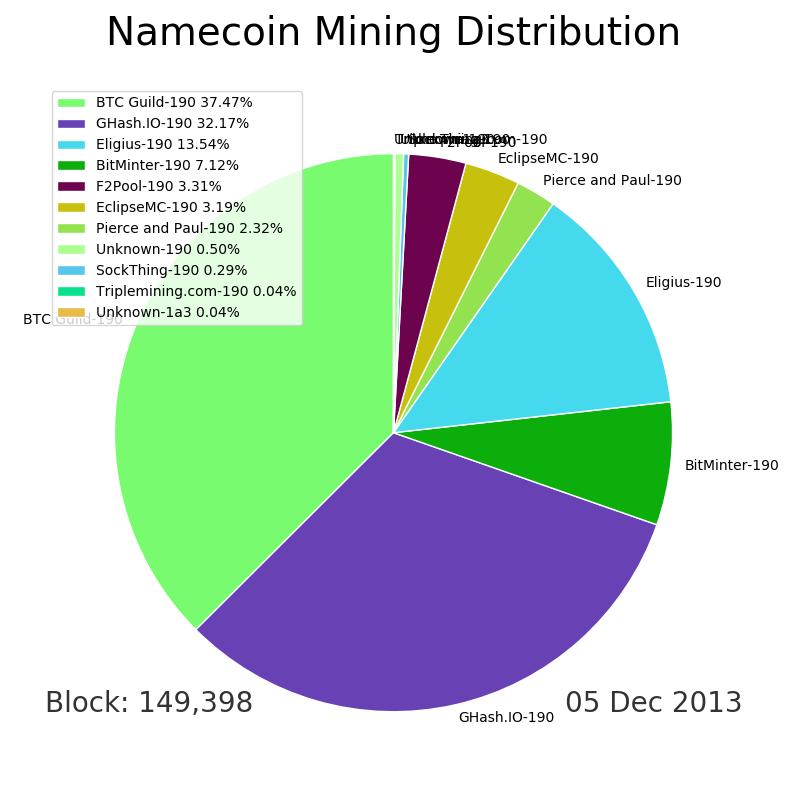 Namecoin Mining Distribution
BTC Guild-190 37.47%
GHash.IO-190 32.17%
Eligius-190 13.54%
BitMinter-190 7.12%
F2Pool-190 3.31%
EclipseMC-190 3.19%
Pierce and Paul-190 2.32%
Unknown-190 0.50%
SockThing-190 0.29%
Triplemining.com-190 0.04%
Unknown-1a3 0.04%
EclipseMC-190
Pierce and Paul-190
Eligius-190
BTC Guild-190
BitMinter-190
Block: 149,398
05 Dec 2013
GHash.IO-190